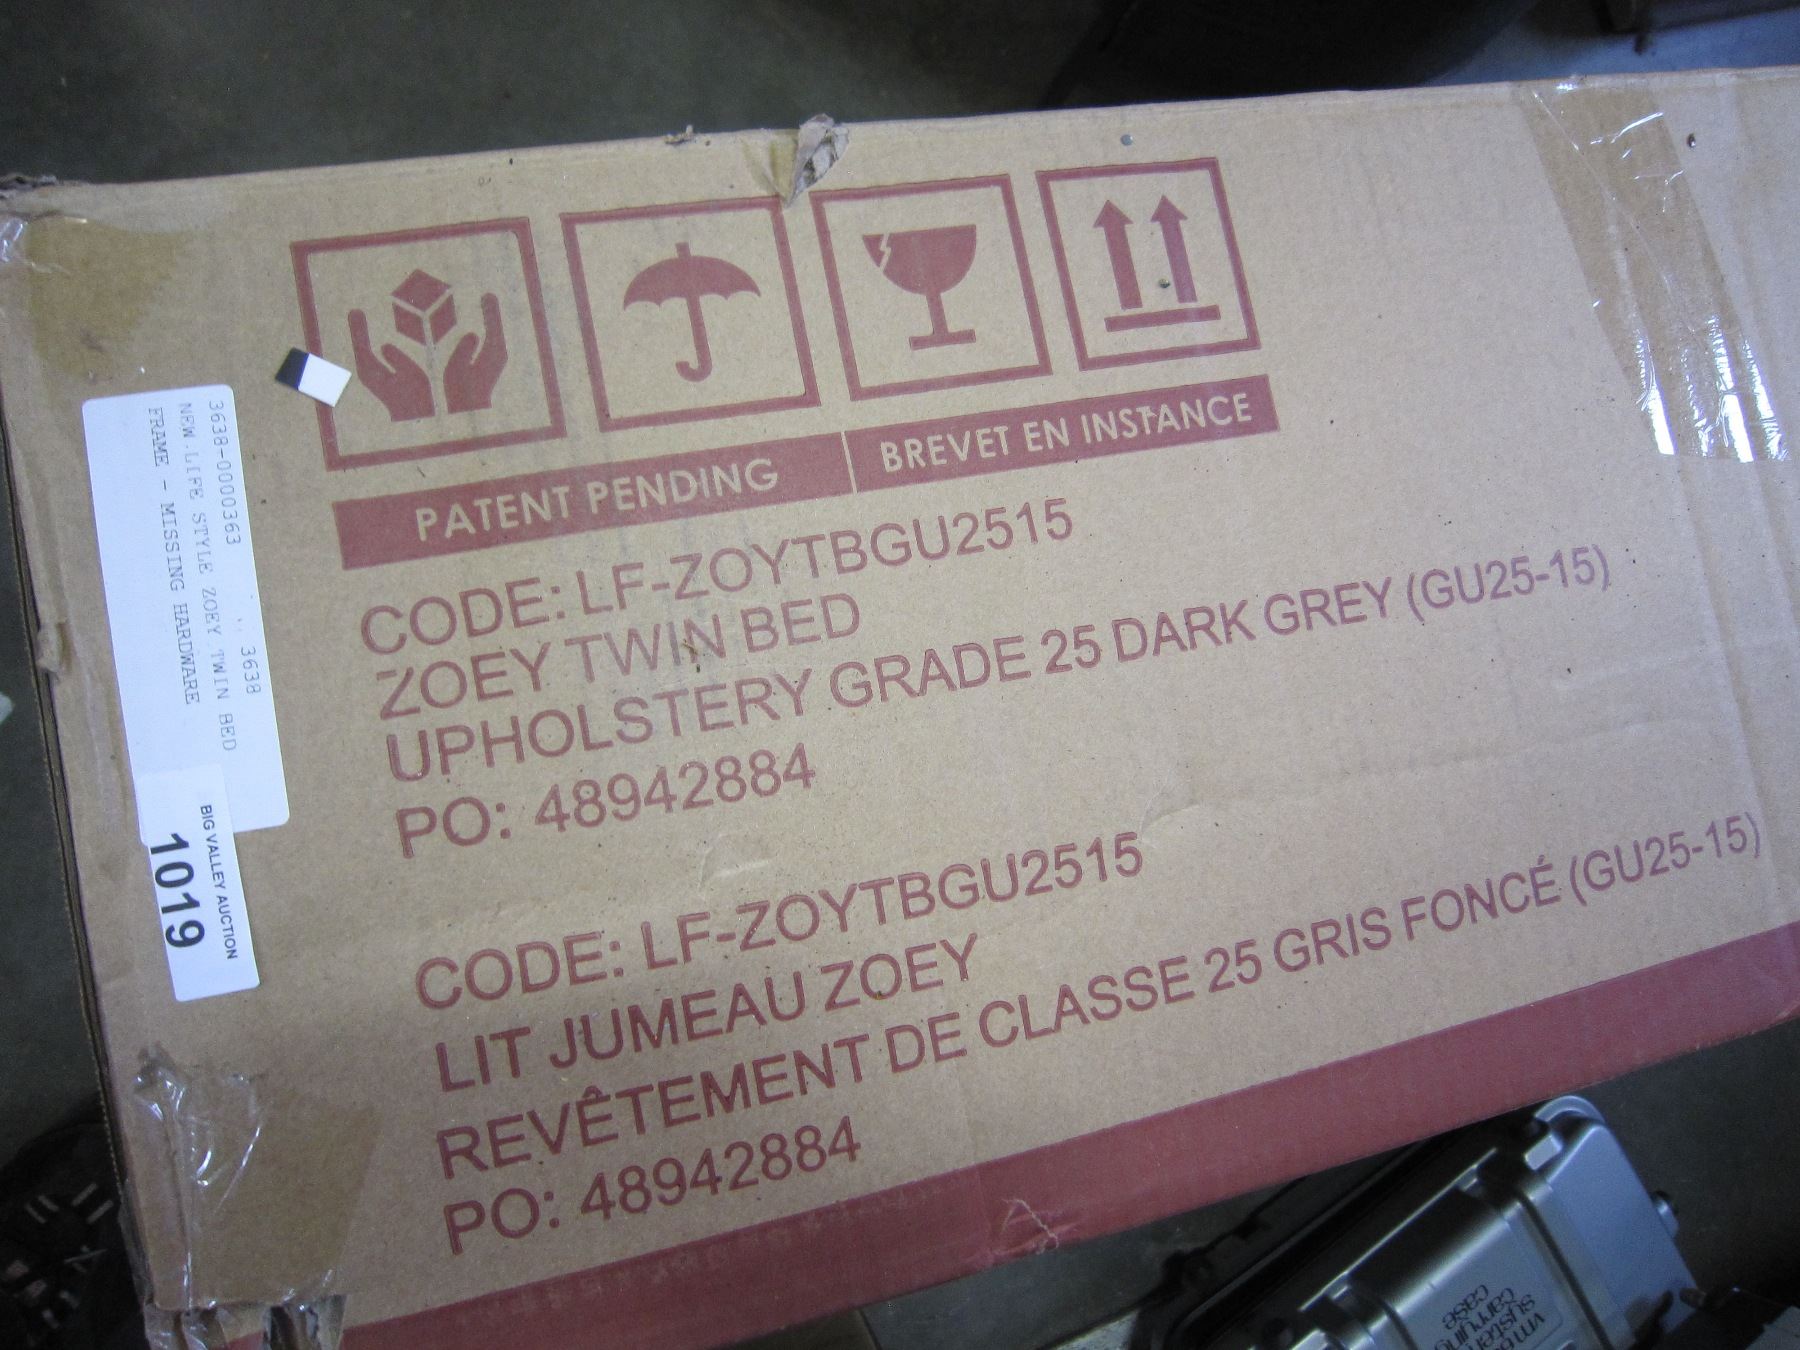 PATENT PENDING
BREVET EN INSTANCE
CODE: LF-ZOYTBGU2515
ZOEY TWIN BED
UPHOLSTERY GRADE 25 DARK GREY (GU25-15)
PO: 48942884
CODE: LF-ZOYTBGU2515
LIT JUMEAU ZOEY
REVÊTEMENT DE CLASSE 25 GRIS FONCÉ (GU25-15)
PO: 48942884
3638-0000363 3638
NEW LIFE STYLE ZOEY TWIN BED
FRAME - MISSING HARDWARE
BIG VALLEY AUCTION
1019
carrying
case